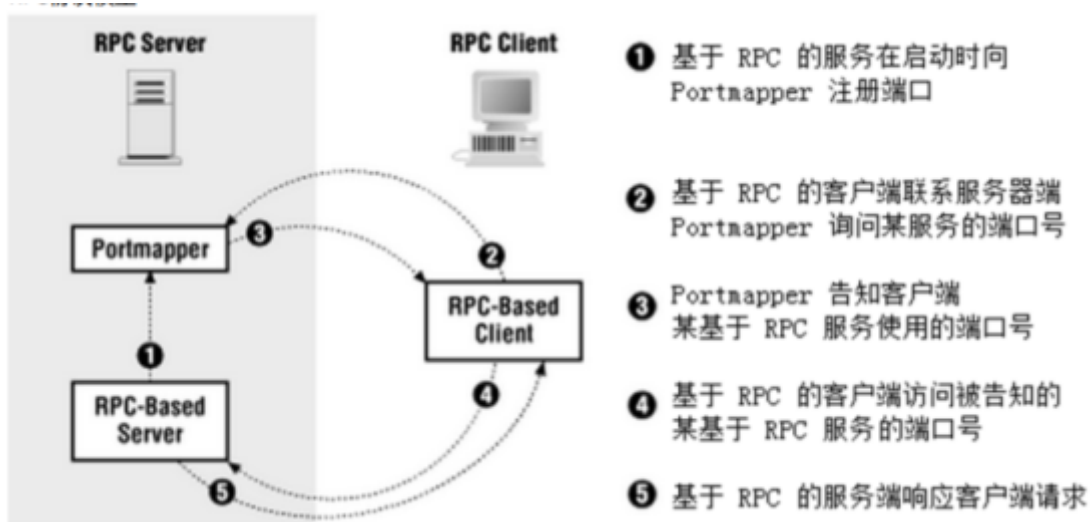 RPC Server
RPC Client
Portmapper
RPC-Based
Server
RPC-Based
Client
❶
❷
❸
❹
❺
❶ 基于 RPC 的服务在启动时向
Portmapper 注册端口
❷ 基于 RPC 的客户端联系服务器端
Portmapper 询问某服务的端口号
❸ Portmapper 告知客户端
某基于 RPC 服务使用的端口号
❹ 基于 RPC 的客户端访问被告知的
某基于 RPC 服务的端口号
❺ 基于 RPC 的服务端响应客户端请求